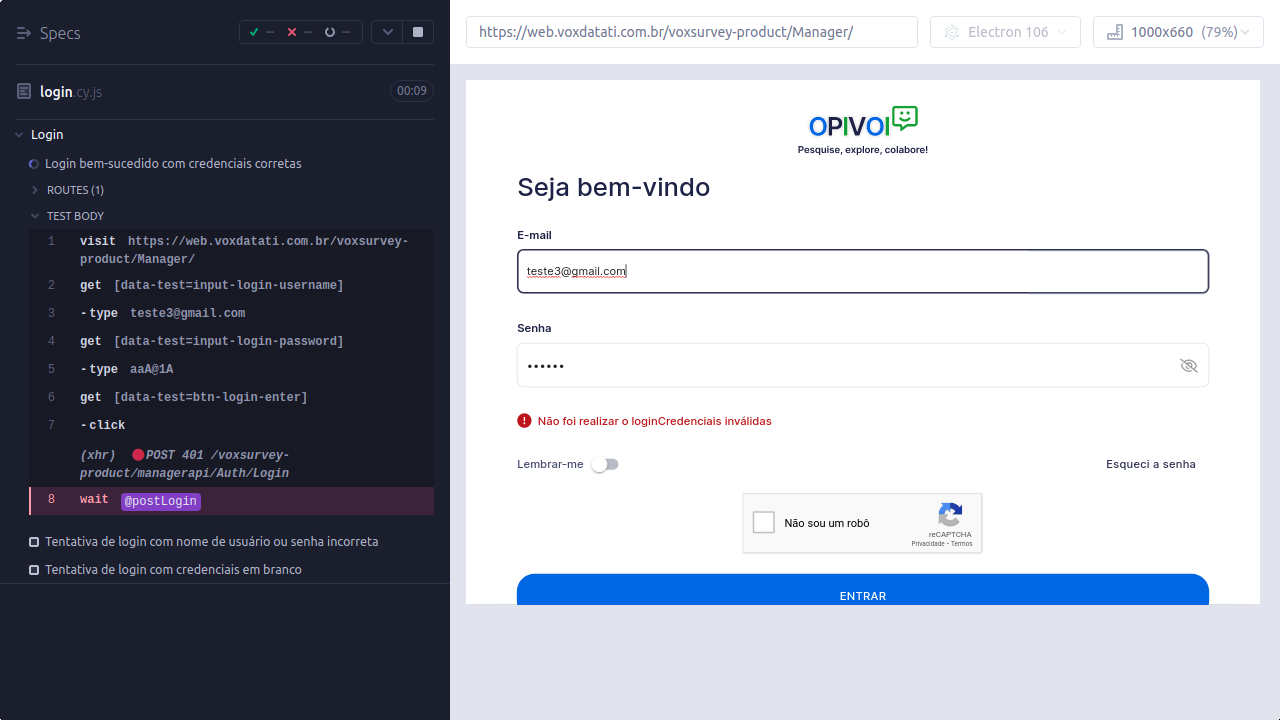 Specs
login.cy.js
00:09
Login
Login bem-sucedido com credenciais corretas
ROUTES (1)
TEST BODY
1 visit https://web.voxdatati.com.br/voxsurvey-
product/Manager/
2 get [data-test=input-login-username]
3 -type teste3@gmail.com
4 get [data-test=input-login-password]
5 -type aaA@1A
6 get [data-test=btn-login-enter]
7 -click
(xhr) POST 401 /voxsurvey-
product/managerapi/Auth/Login
8 wait @postLogin
Tentativa de login com nome de usuário ou senha incorreta
Tentativa de login com credenciais em branco
https://web.voxdatati.com.br/voxsurvey-product/Manager/
Electron 106
1000x660 (79%)
OPIVOI
Pesquise, explore, colabore!
Seja bem-vindo
E-mail
teste3@gmail.com
Senha
••••••
Não foi realizar o loginCredenciais inválidas
Lembrar-me
Esqueci a senha
Não sou um robô
reCAPTCHA
Privacidade - Termos
ENTRAR